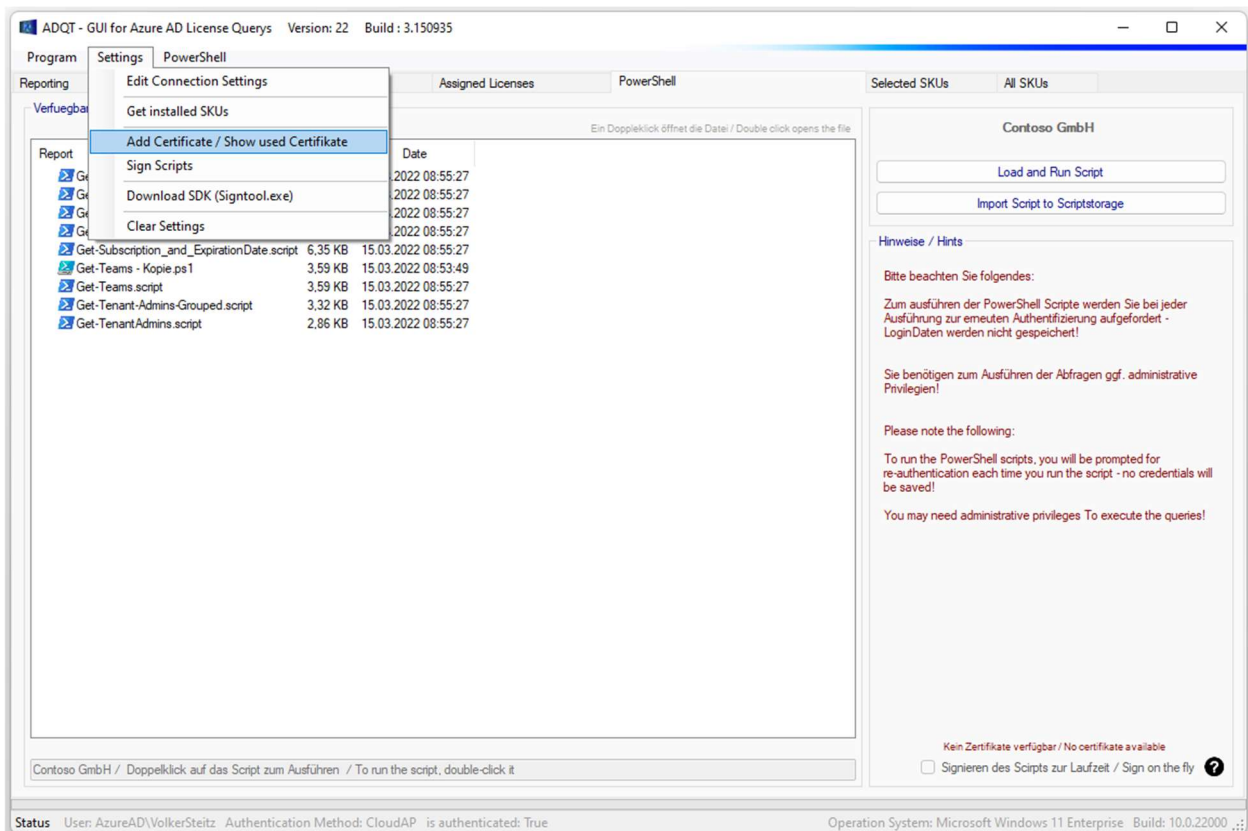 ADQT - GUI for Azure AD License Querys Version: 22 Build : 3.150935
Program Settings PowerShell
Reporting Assigned Licenses PowerShell Selected SKUs All SKUs
Edit Connection Settings
Get installed SKUs
Add Certificate / Show used Certifikate
Sign Scripts
Download SDK (Signtool.exe)
Clear Settings
Ein Doppleklick öffnet die Datei / Double click opens the file
Report Date
2022 08:55:27
2022 08:55:27
2022 08:55:27
2022 08:55:27
Get-Subscription_and_ExpirationDate.script 6,35 KB 15.03.2022 08:55:27
Get-Teams - Kopie.ps1 3,59 KB 15.03.2022 08:53:49
Get-Teams.script 3,59 KB 15.03.2022 08:55:27
Get-Tenant-Admins-Grouped.script 3,32 KB 15.03.2022 08:55:27
Get-TenantAdmins.script 2,86 KB 15.03.2022 08:55:27
Contoso GmbH / Doppelklick auf das Script zum Ausführen / To run the script, double-click it
Contoso GmbH
Load and Run Script
Import Script to Scriptstorage
Hinweise / Hints
Bitte beachten Sie folgendes:
Zum ausführen der PowerShell Scripte werden Sie bei jeder
Ausführung zur erneuten Authentifizierung aufgefordert -
LoginDaten werden nicht gespeichert!
Sie benötigen zum Ausführen der Abfragen ggf. administrative
Privilegien!
Please note the following:
To run the PowerShell scripts, you will be prompted for
re-authentication each time you run the script - no credentials will
be saved!
You may need administrative privileges To execute the queries!
Kein Zertifikate verfügbar / No certifikate available
Signieren des Scirpts zur Laufzeit / Sign on the fly ?
Status User: AzureAD\VolkerSteitz Authentication Method: CloudAP is authenticated: True Operation System: Microsoft Windows 11 Enterprise Build: 10.0.22000